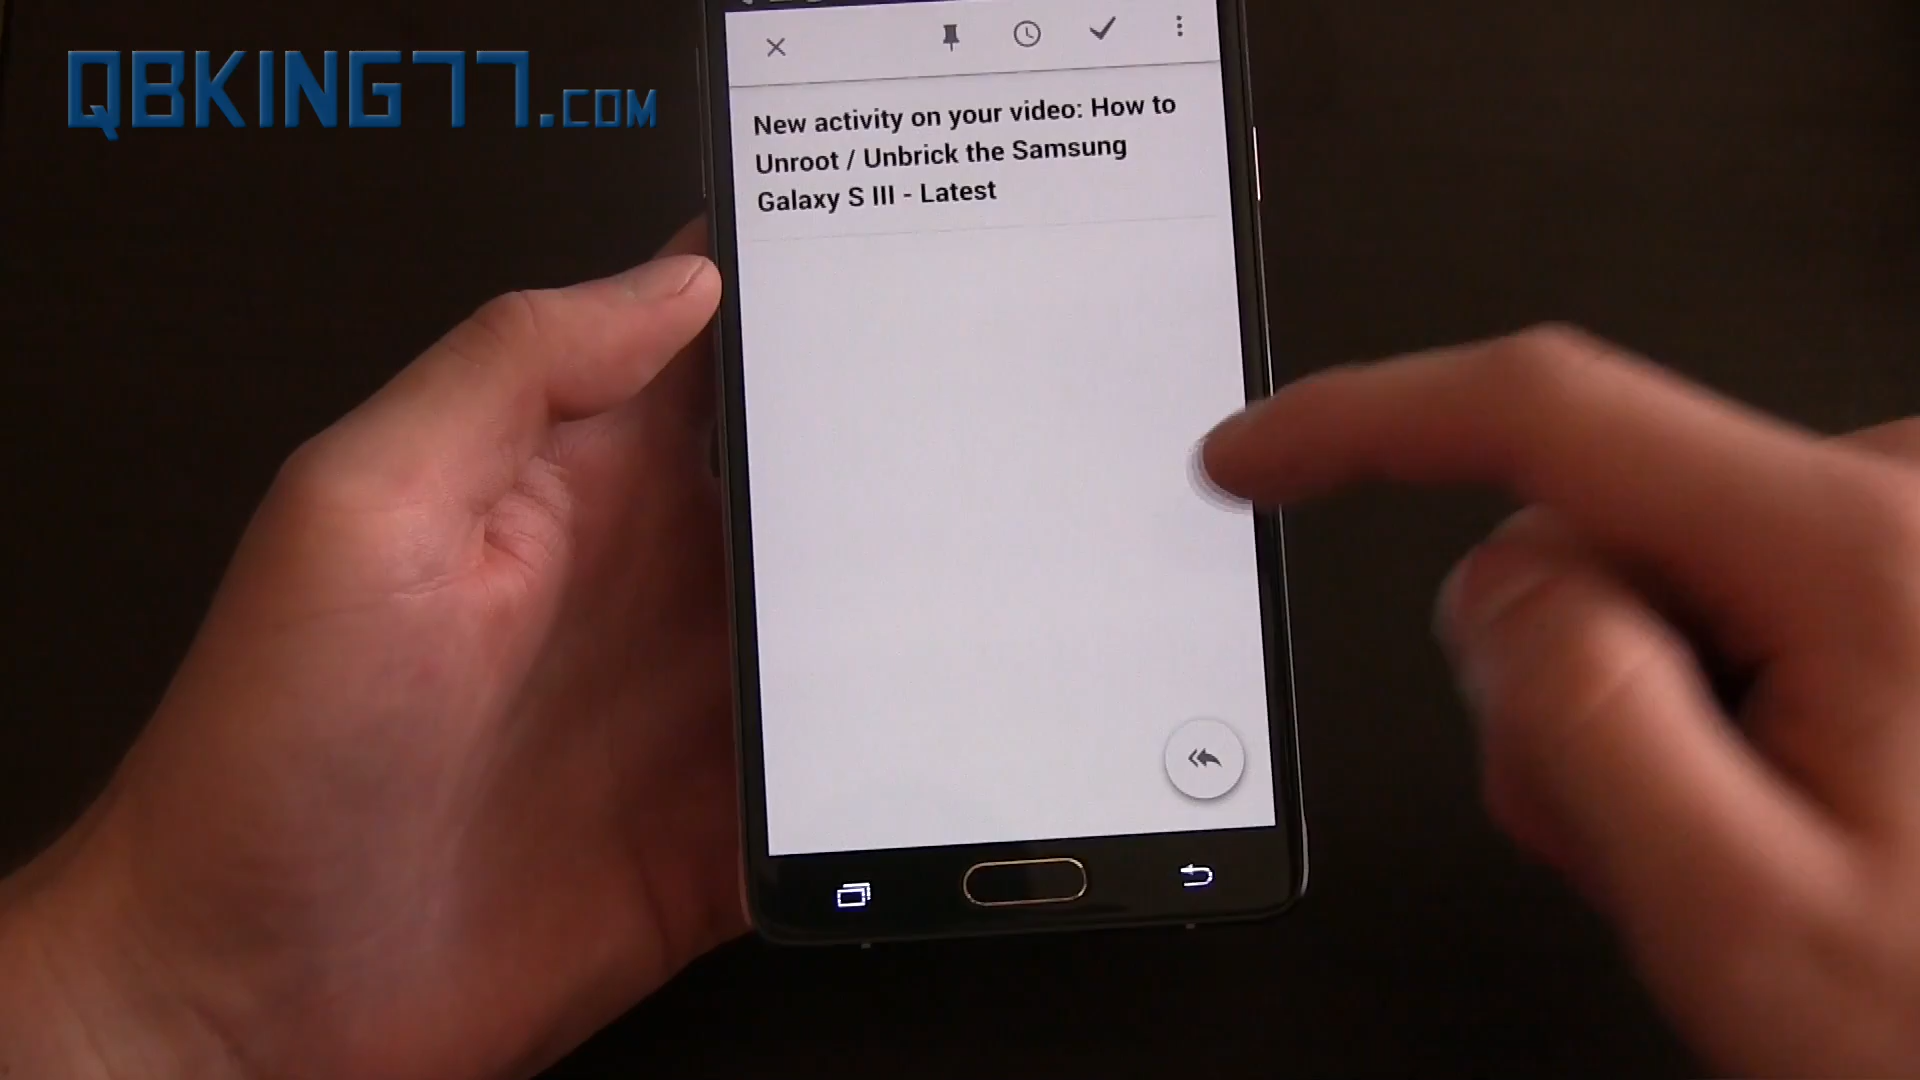 QBKING77.COM
New activity on your video: How to
Unroot / Unbrick the Samsung
Galaxy S III - Latest